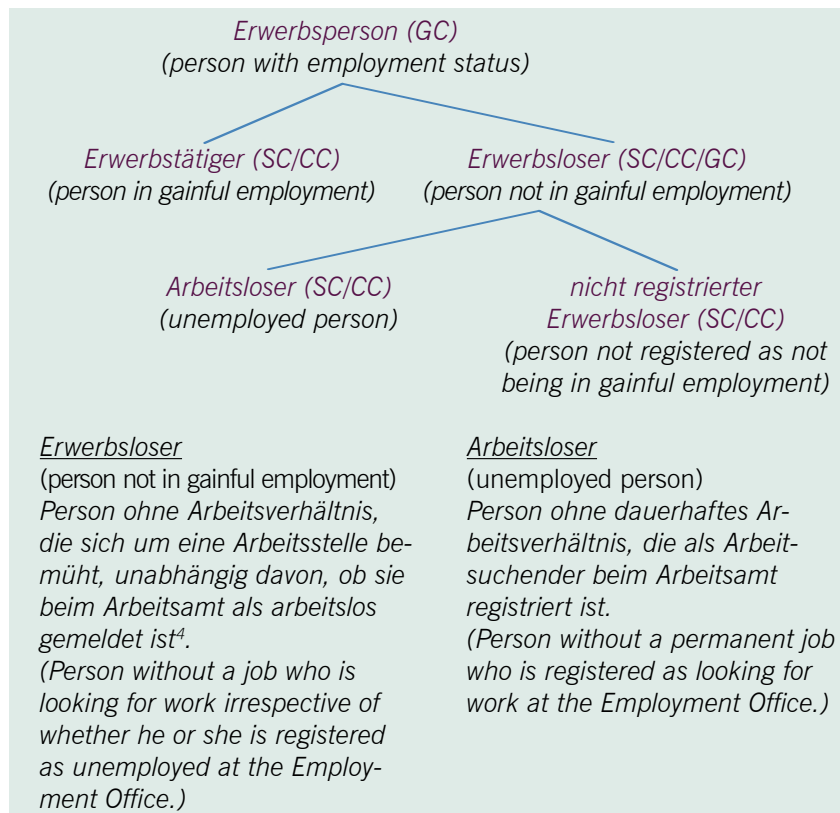 Erwerbsperson (GC)
(person with employment status)
Erwerbstätiger (SC/CC)
(person in gainful employment)
Erwerbsloser (SC/CC/GC)
(person not in gainful employment)
Arbeitsloser (SC/CC)
(unemployed person)
nicht registrierter
Erwerbsloser (SC/CC)
(person not registered as not
being in gainful employment)
Erwerbsloser
(person not in gainful employment)
Person ohne Arbeitsverhältnis,
die sich um eine Arbeitsstelle be-
müht, unabhängig davon, ob sie
beim Arbeitsamt als arbeitslos
gemeldet ist⁴.
(Person without a job who is
looking for work irrespective of
whether he or she is registered
as unemployed at the Employ-
ment Office.)
Arbeitsloser
(unemployed person)
Person ohne dauerhaftes Ar-
beitsverhältnis, die als Arbeit-
suchender beim Arbeitsamt
registriert ist.
(Person without a permanent job
who is registered as looking for
work at the Employment Office.)